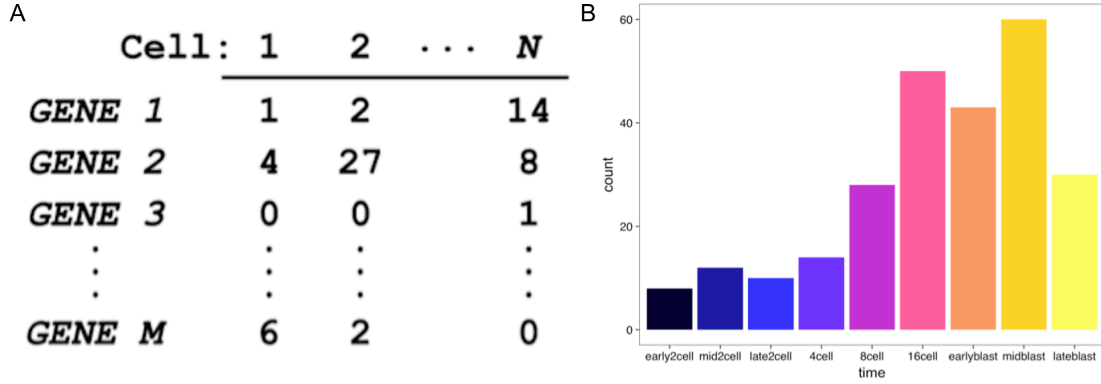 A
Cell: 1 2 ... N
GENE 1 1 2 14
GENE 2 4 27 8
GENE 3 0 0 1
GENE M 6 2 0
B
60
40
20
0
count
early2cell mid2cell late2cell 4cell 8cell 16cell earlyblast midblast lateblast
time